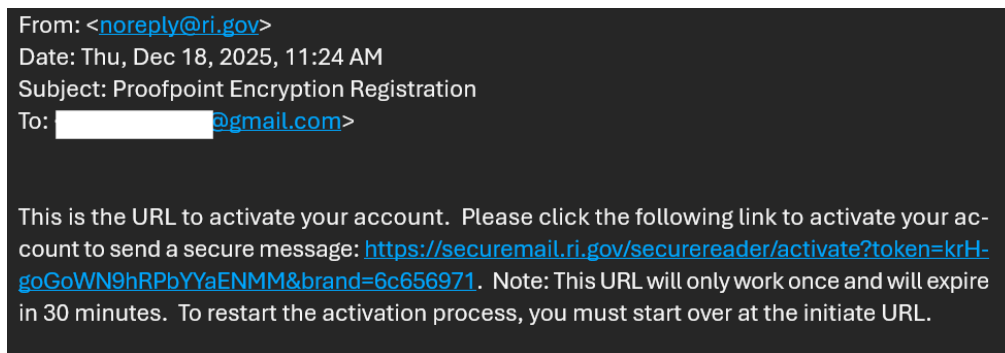 From: <noreply@ri.gov>
Date: Thu, Dec 18, 2025, 11:24 AM
Subject: Proofpoint Encryption Registration
To: @gmail.com>
This is the URL to activate your account.  Please click the following link to activate your ac-
count to send a secure message: https://securemail.ri.gov/securereader/activate?token=krH-
goGoWN9hRPbYYaENMM&brand=6c656971.  Note: This URL will only work once and will expire
in 30 minutes.  To restart the activation process, you must start over at the initiate URL.